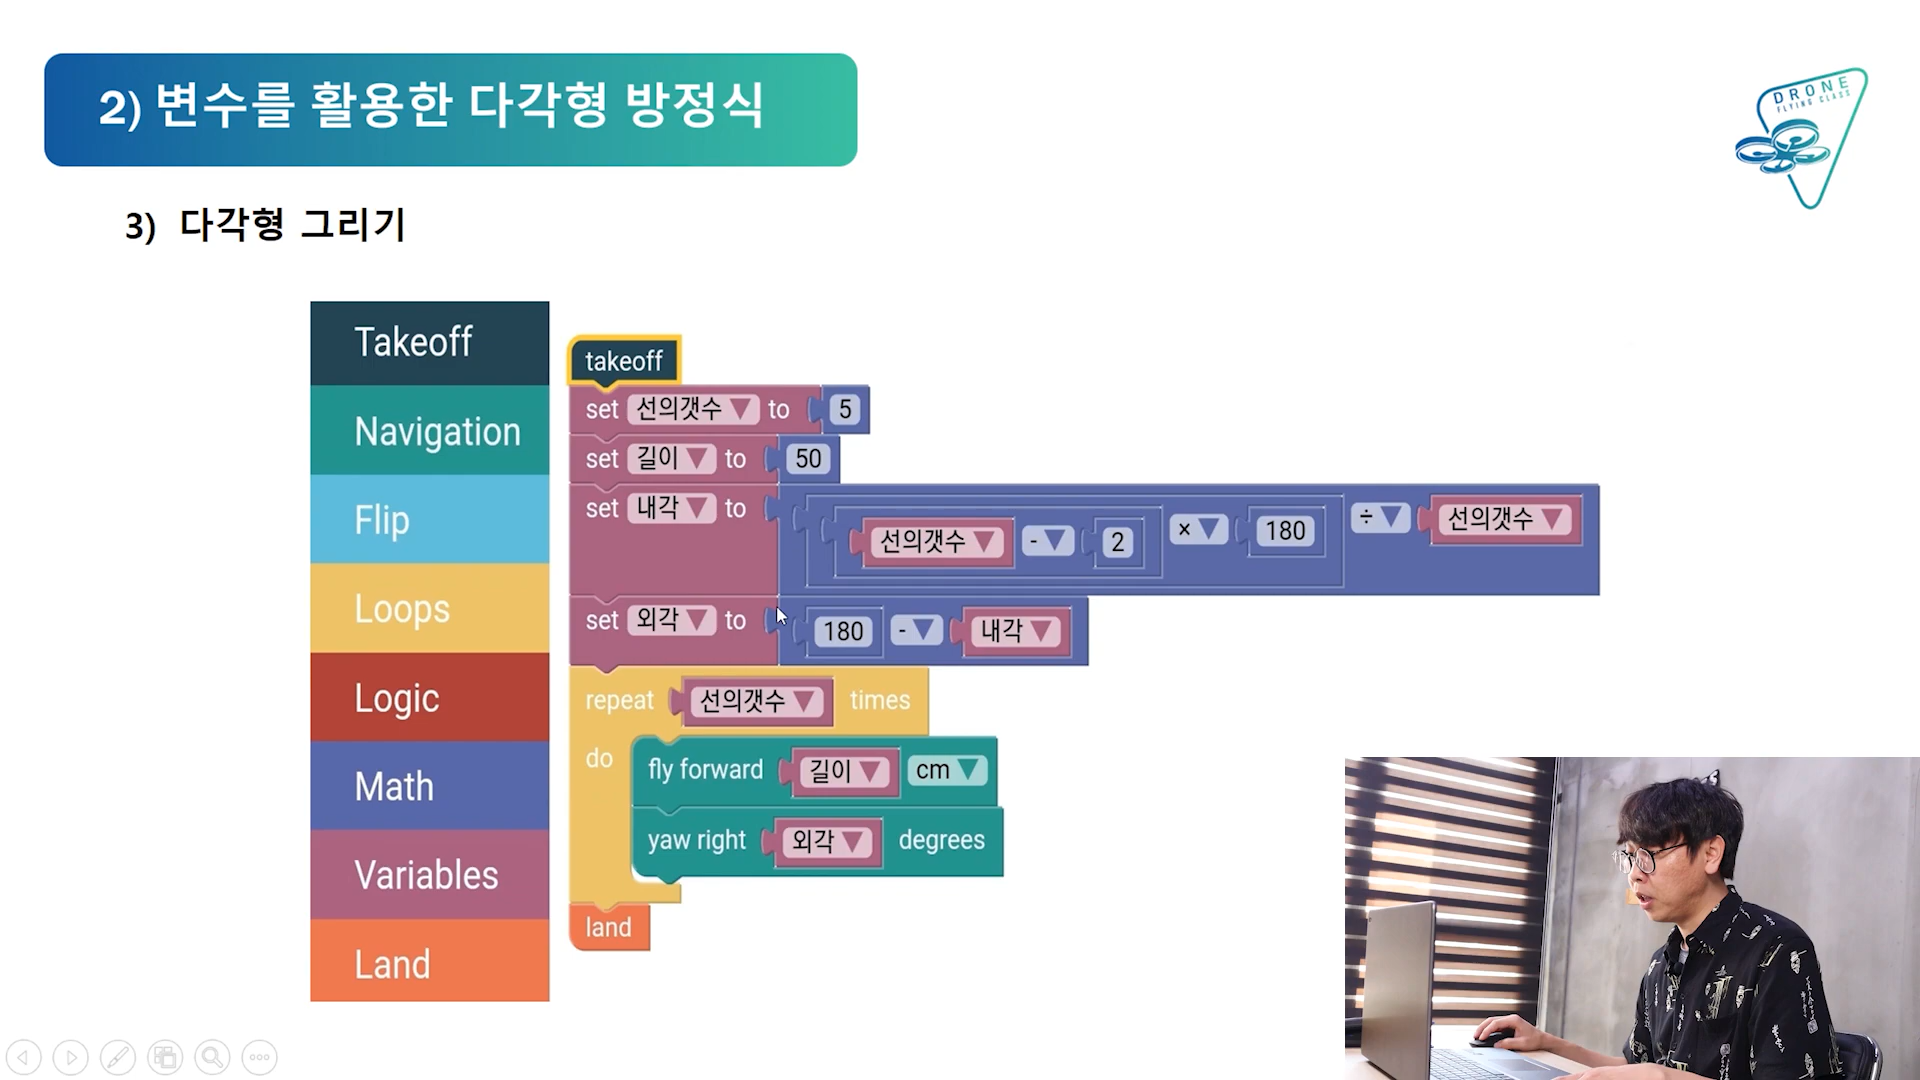 2) 변수를 활용한 다각형 방정식
DRONE
FLYING CLASS
3) 다각형 그리기
Takeoff
Navigation
Flip
Loops
Logic
Math
Variables
Land
takeoff
set 선의갯수 to 5
set 길이 to 50
set 내각 to 선의갯수 - 2 × 180 ÷ 선의갯수
set 외각 to 180 - 내각
repeat 선의갯수 times
do fly forward 길이 cm
yaw right 외각 degrees
land